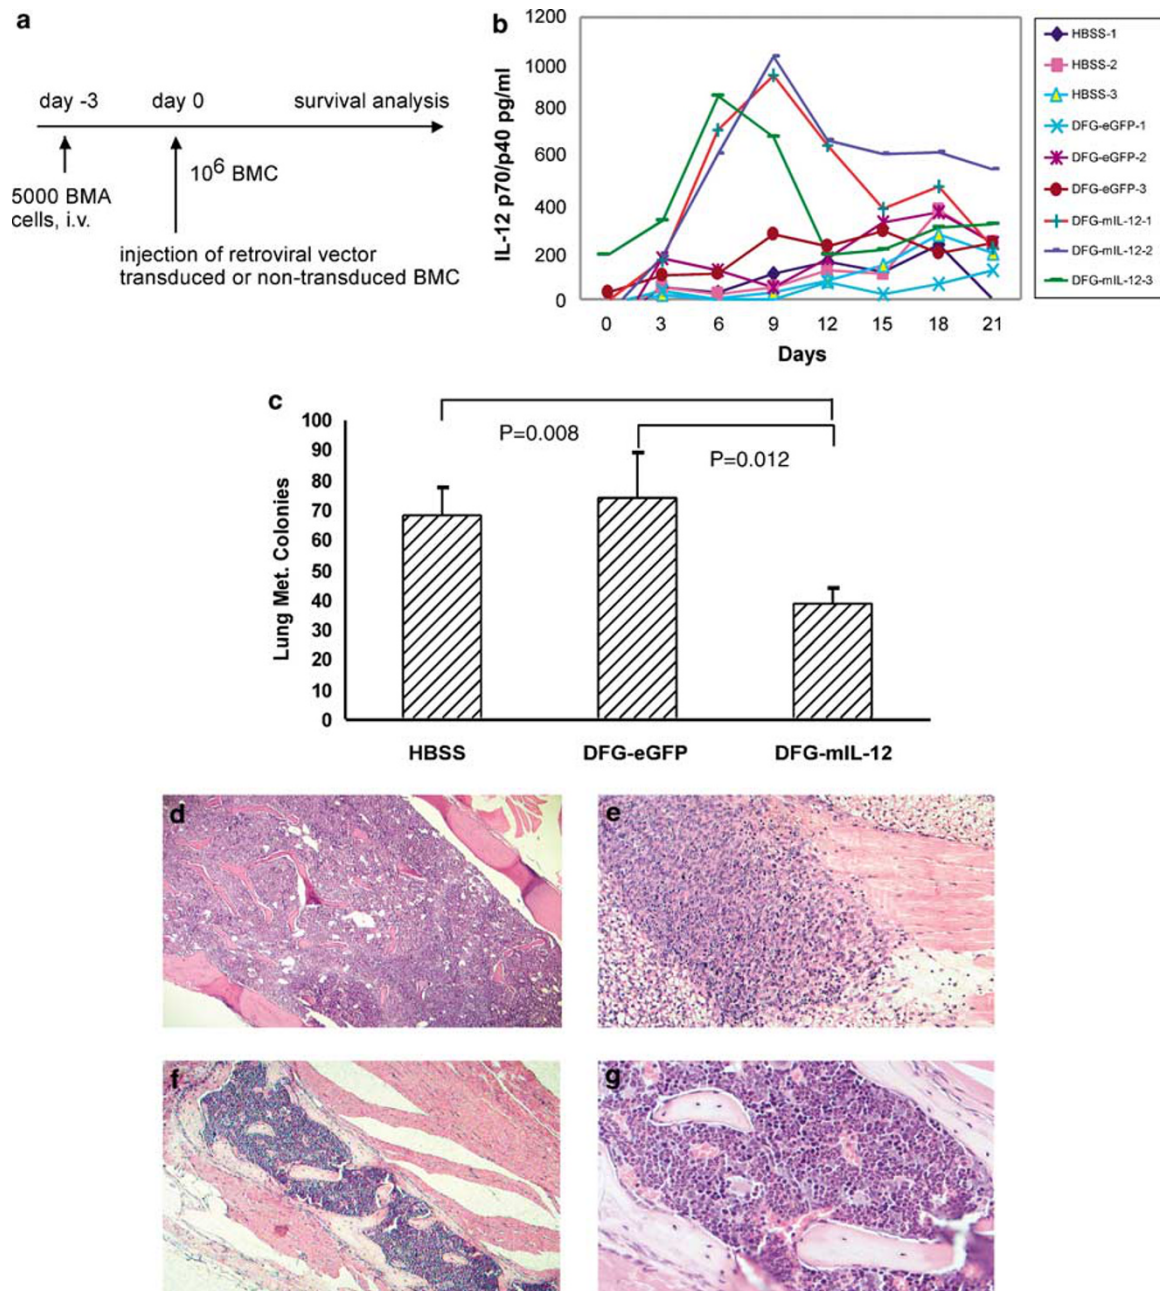 a
day -3
day 0
survival analysis
5000 BMA
cells, i.v.
10^6 BMC
injection of retroviral vector
transduced or non-transduced BMC
b
IL-12 p70/p40 pg/ml
1200
1000
800
600
400
200
0
0 3 6 9 12 15 18 21
Days
HBSS-1
HBSS-2
HBSS-3
DFG-eGFP-1
DFG-eGFP-2
DFG-eGFP-3
DFG-mIL-12-1
DFG-mIL-12-2
DFG-mIL-12-3
c
Lung Met. Colonies
100
90
80
70
60
50
40
30
20
10
0
P=0.008
P=0.012
HBSS DFG-eGFP DFG-mIL-12
d
e
f
g